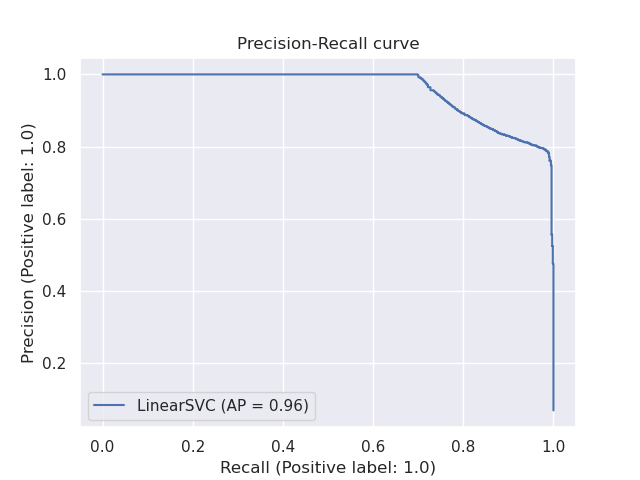 Precision-Recall curve
Precision (Positive label: 1.0)
1.0
0.8
0.6
0.4
0.2
LinearSVC (AP = 0.96)
0.0 0.2 0.4 0.6 0.8 1.0
Recall (Positive label: 1.0)